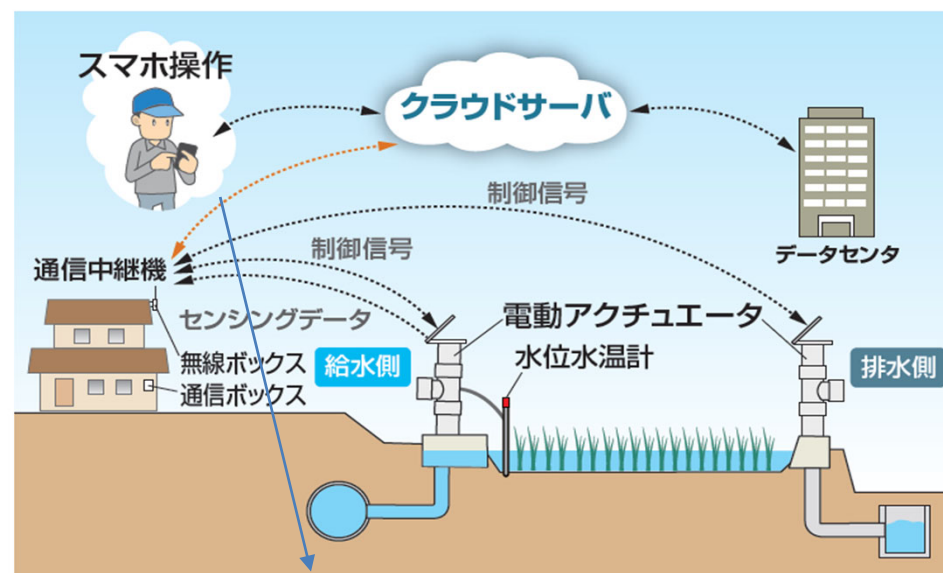 スマホ操作
クラウドサーバ
制御信号
データセンタ
制御信号
通信中継機
センシングデータ
電動アクチュエータ
無線ボックス
給水側
水位水温計
排水側
通信ボックス